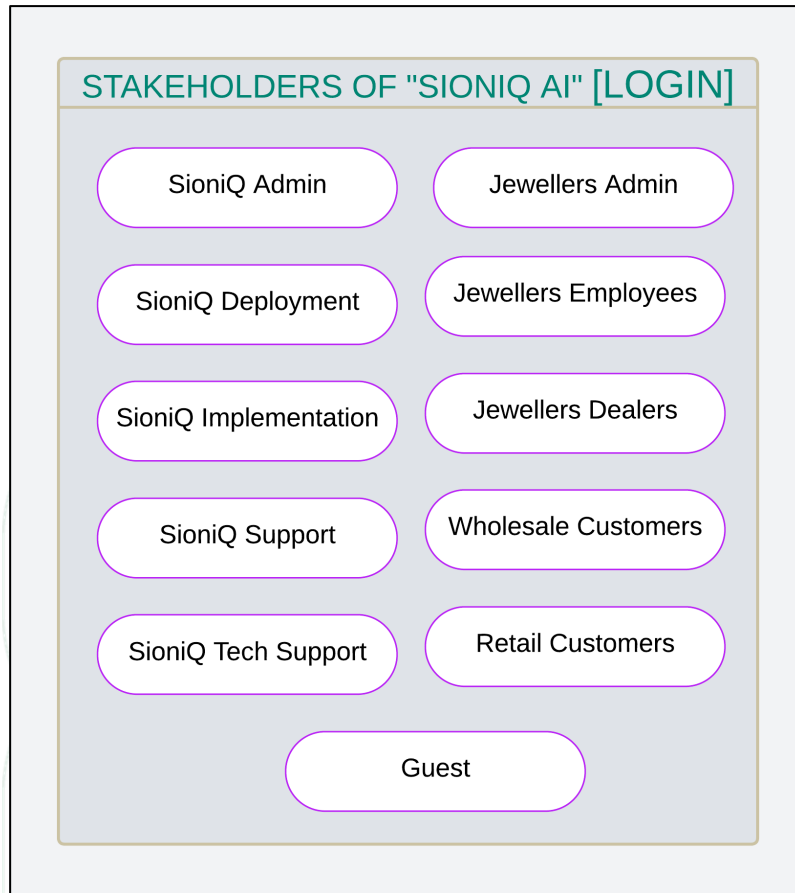 STAKEHOLDERS OF "SIONIQ AI" [LOGIN]
SioniQ Admin
Jewellers Admin
SioniQ Deployment
Jewellers Employees
SioniQ Implementation
Jewellers Dealers
SioniQ Support
Wholesale Customers
SioniQ Tech Support
Retail Customers
Guest